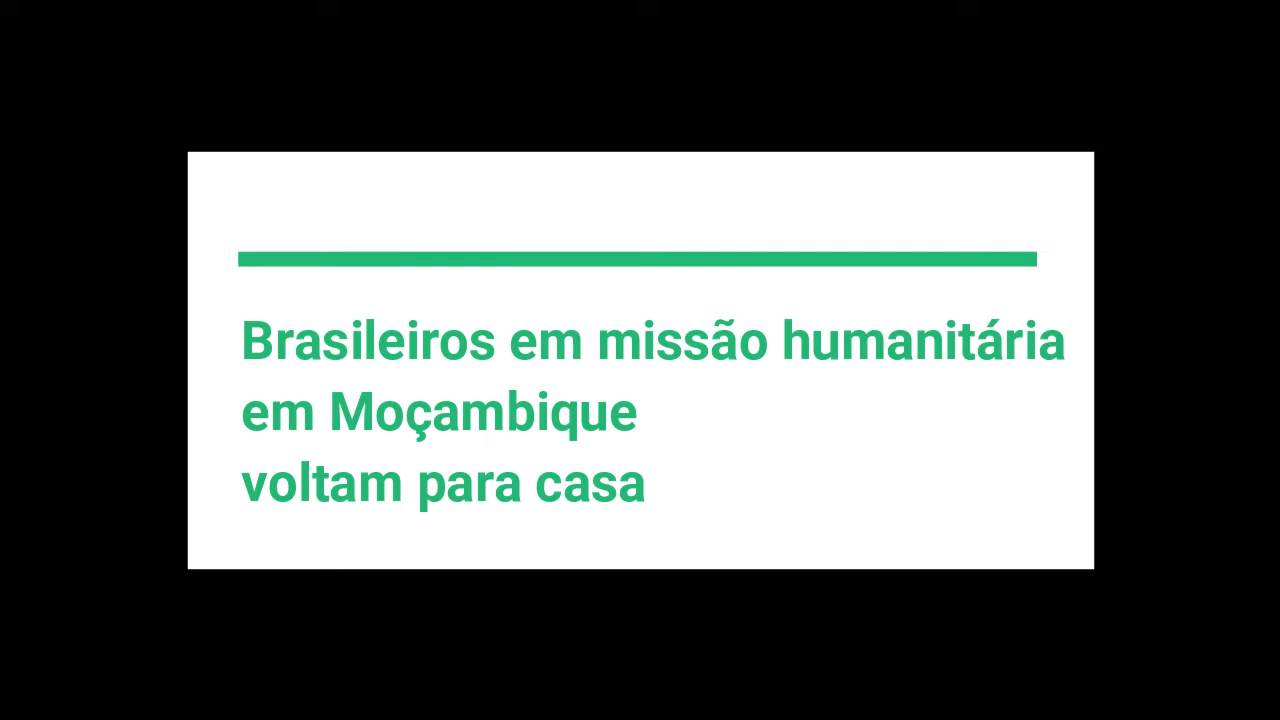 Brasileiros em missão humanitária
em Moçambique
voltam para casa